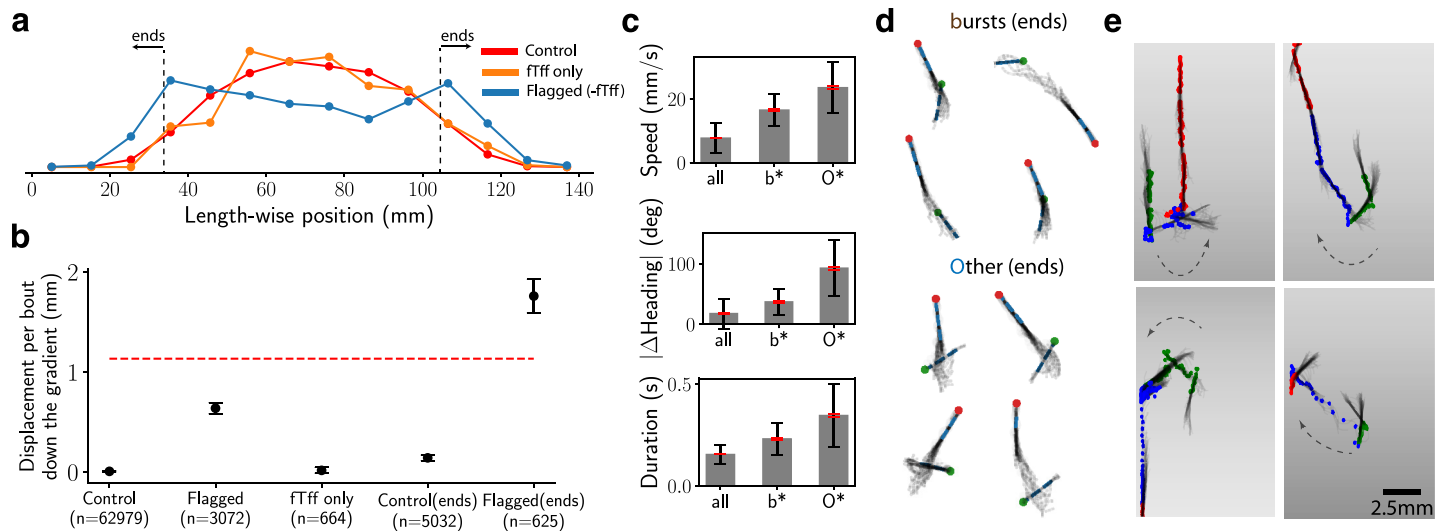 a
ends
ends
Control
fTff only
Flagged (-fTff)
0
20
40
60
80
100
120
140
Length-wise position (mm)
b
Displacement per bout
down the gradient (mm)
2
1
0
Control
(n=62979)
Flagged
(n=3072)
fTff only
(n=664)
Control(ends)
(n=5032)
Flagged(ends)
(n=625)
c
Speed (mm/s)
20
0
all
b*
O*
|ΔHeading| (deg)
100
0
all
b*
O*
Duration (s)
0.5
0.0
all
b*
O*
d
bursts (ends)
Other (ends)
e
2.5mm